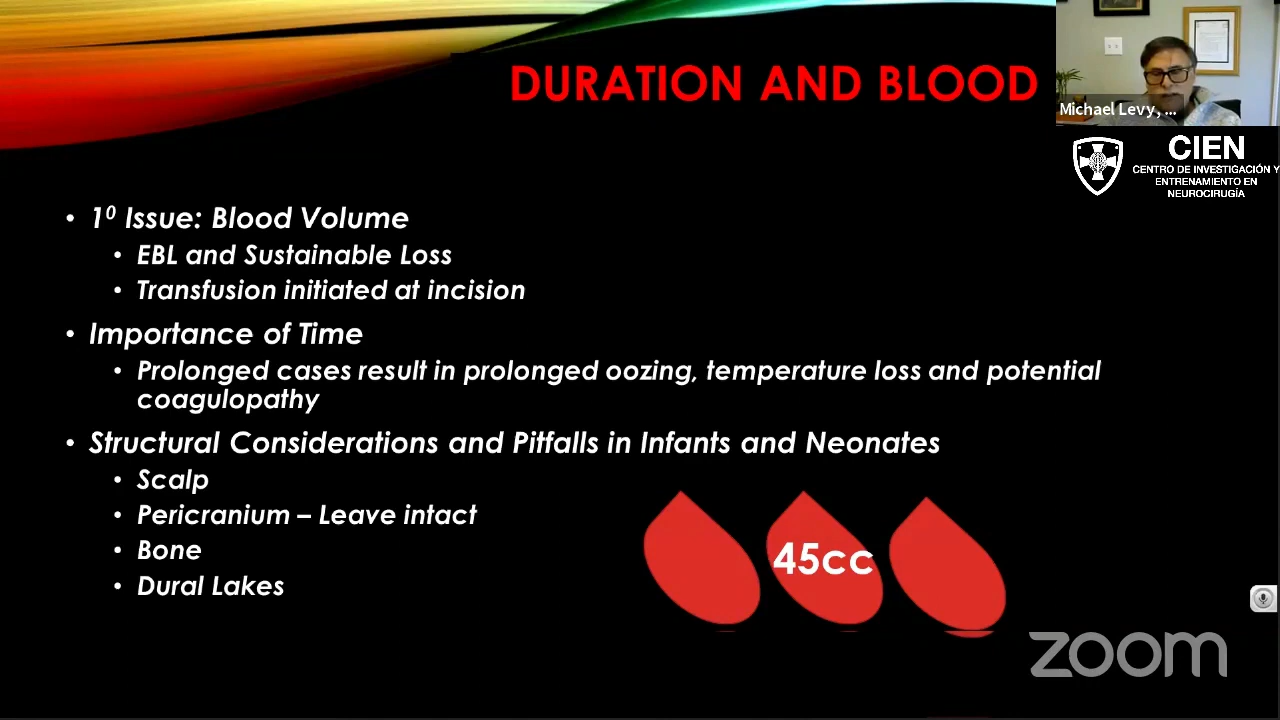 DURATION AND BLOOD
Michael Levy, ...
CIEN
CENTRO DE INVESTIGACIÓN Y
ENTRENAMIENTO EN
NEUROCIRUGÍA
• 1⁰ Issue: Blood Volume
• EBL and Sustainable Loss
• Transfusion initiated at incision
• Importance of Time
• Prolonged cases result in prolonged oozing, temperature loss and potential
coagulopathy
• Structural Considerations and Pitfalls in Infants and Neonates
• Scalp
• Pericranium – Leave intact
• Bone
• Dural Lakes
45cc
zoom